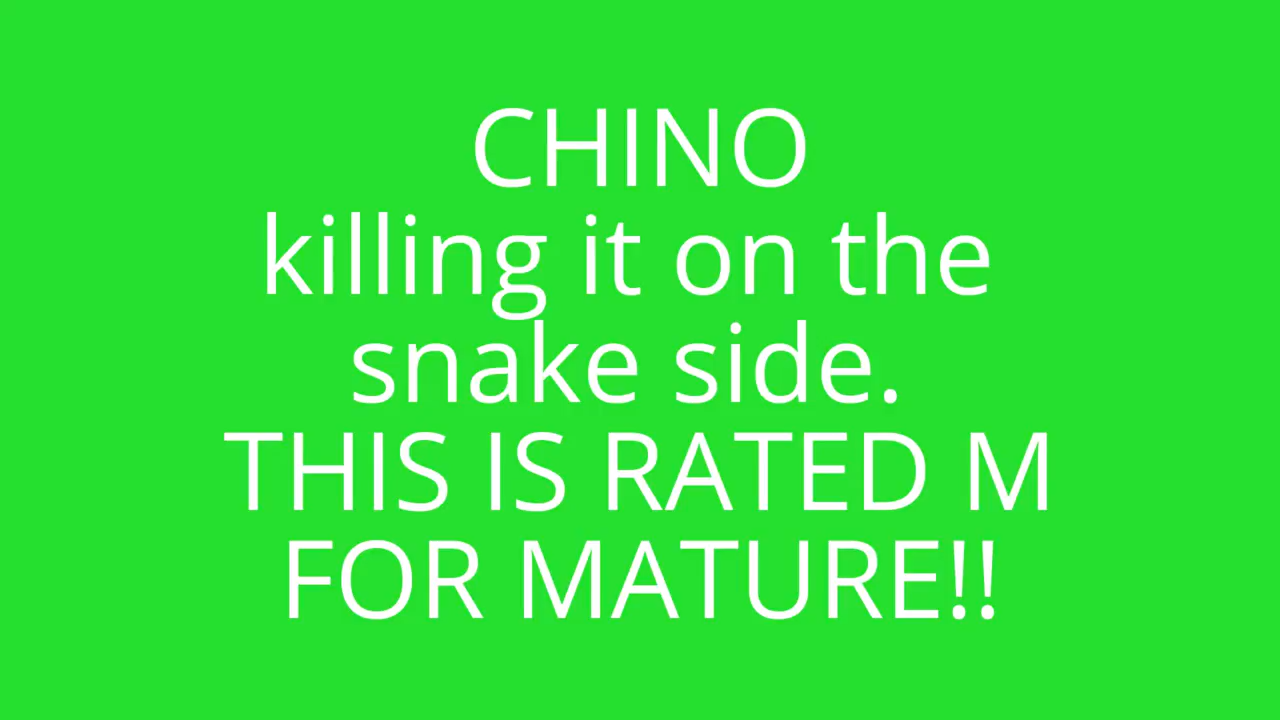 CHINO
killing it on the
snake side.
THIS IS RATED M
FOR MATURE!!